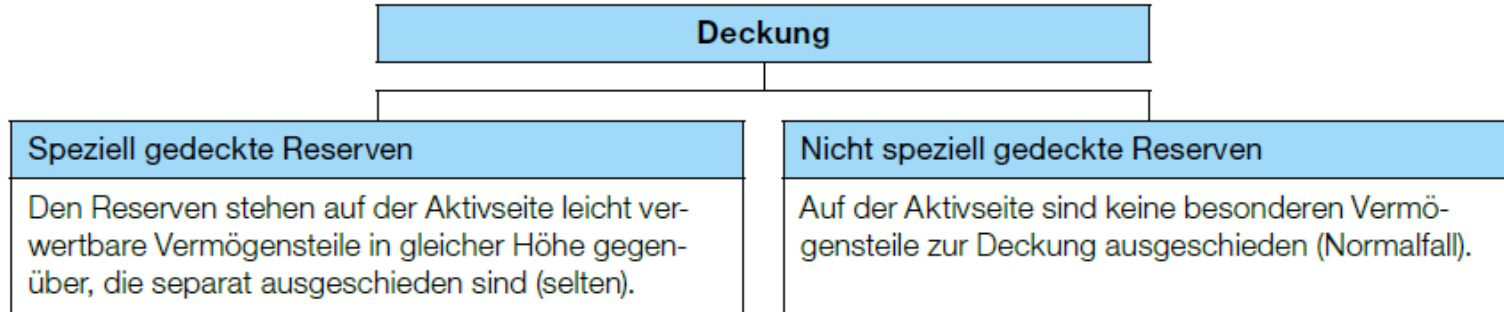 Deckung
Speziell gedeckte Reserven
Den Reserven stehen auf der Aktivseite leicht ver-
wertbare Vermögensteile in gleicher Höhe gegen-
über, die separat ausgeschieden sind (selten).
Nicht speziell gedeckte Reserven
Auf der Aktivseite sind keine besonderen Vermö-
gensteile zur Deckung ausgeschieden (Normalfall).